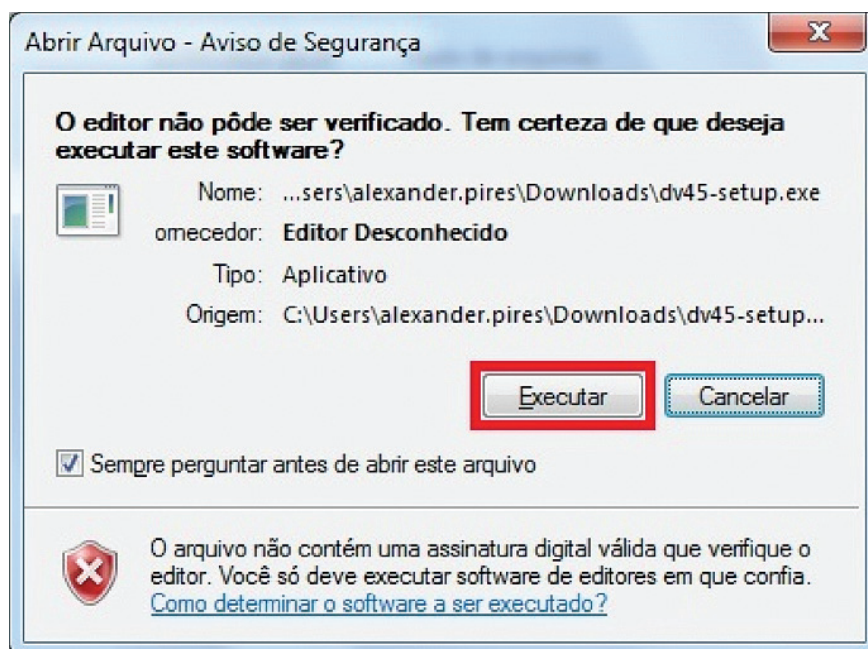 Abrir Arquivo - Aviso de Segurança
O editor não pôde ser verificado. Tem certeza de que deseja
executar este software?
Nome: ...sers\alexander.pires\Downloads\dv45-setup.exe
omecedor: Editor Desconhecido
Tipo: Aplicativo
Origem: C:\Users\alexander.pires\Downloads\dv45-setup...
Executar Cancelar
Sempre perguntar antes de abrir este arquivo
O arquivo não contém uma assinatura digital válida que verifique o
editor. Você só deve executar software de editores em que confia.
Como determinar o software a ser executado?